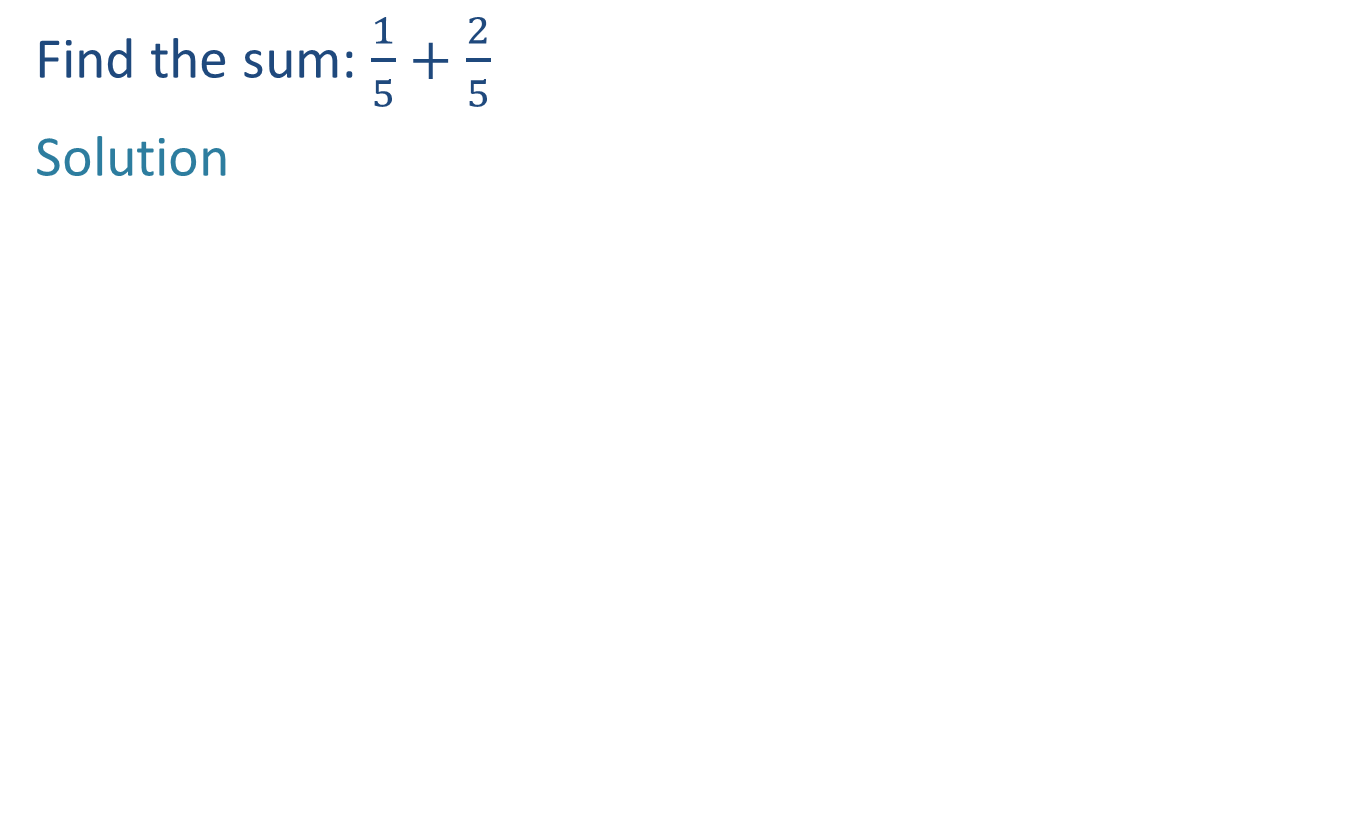 Find the sum: 1/5 + 2/5
Solution